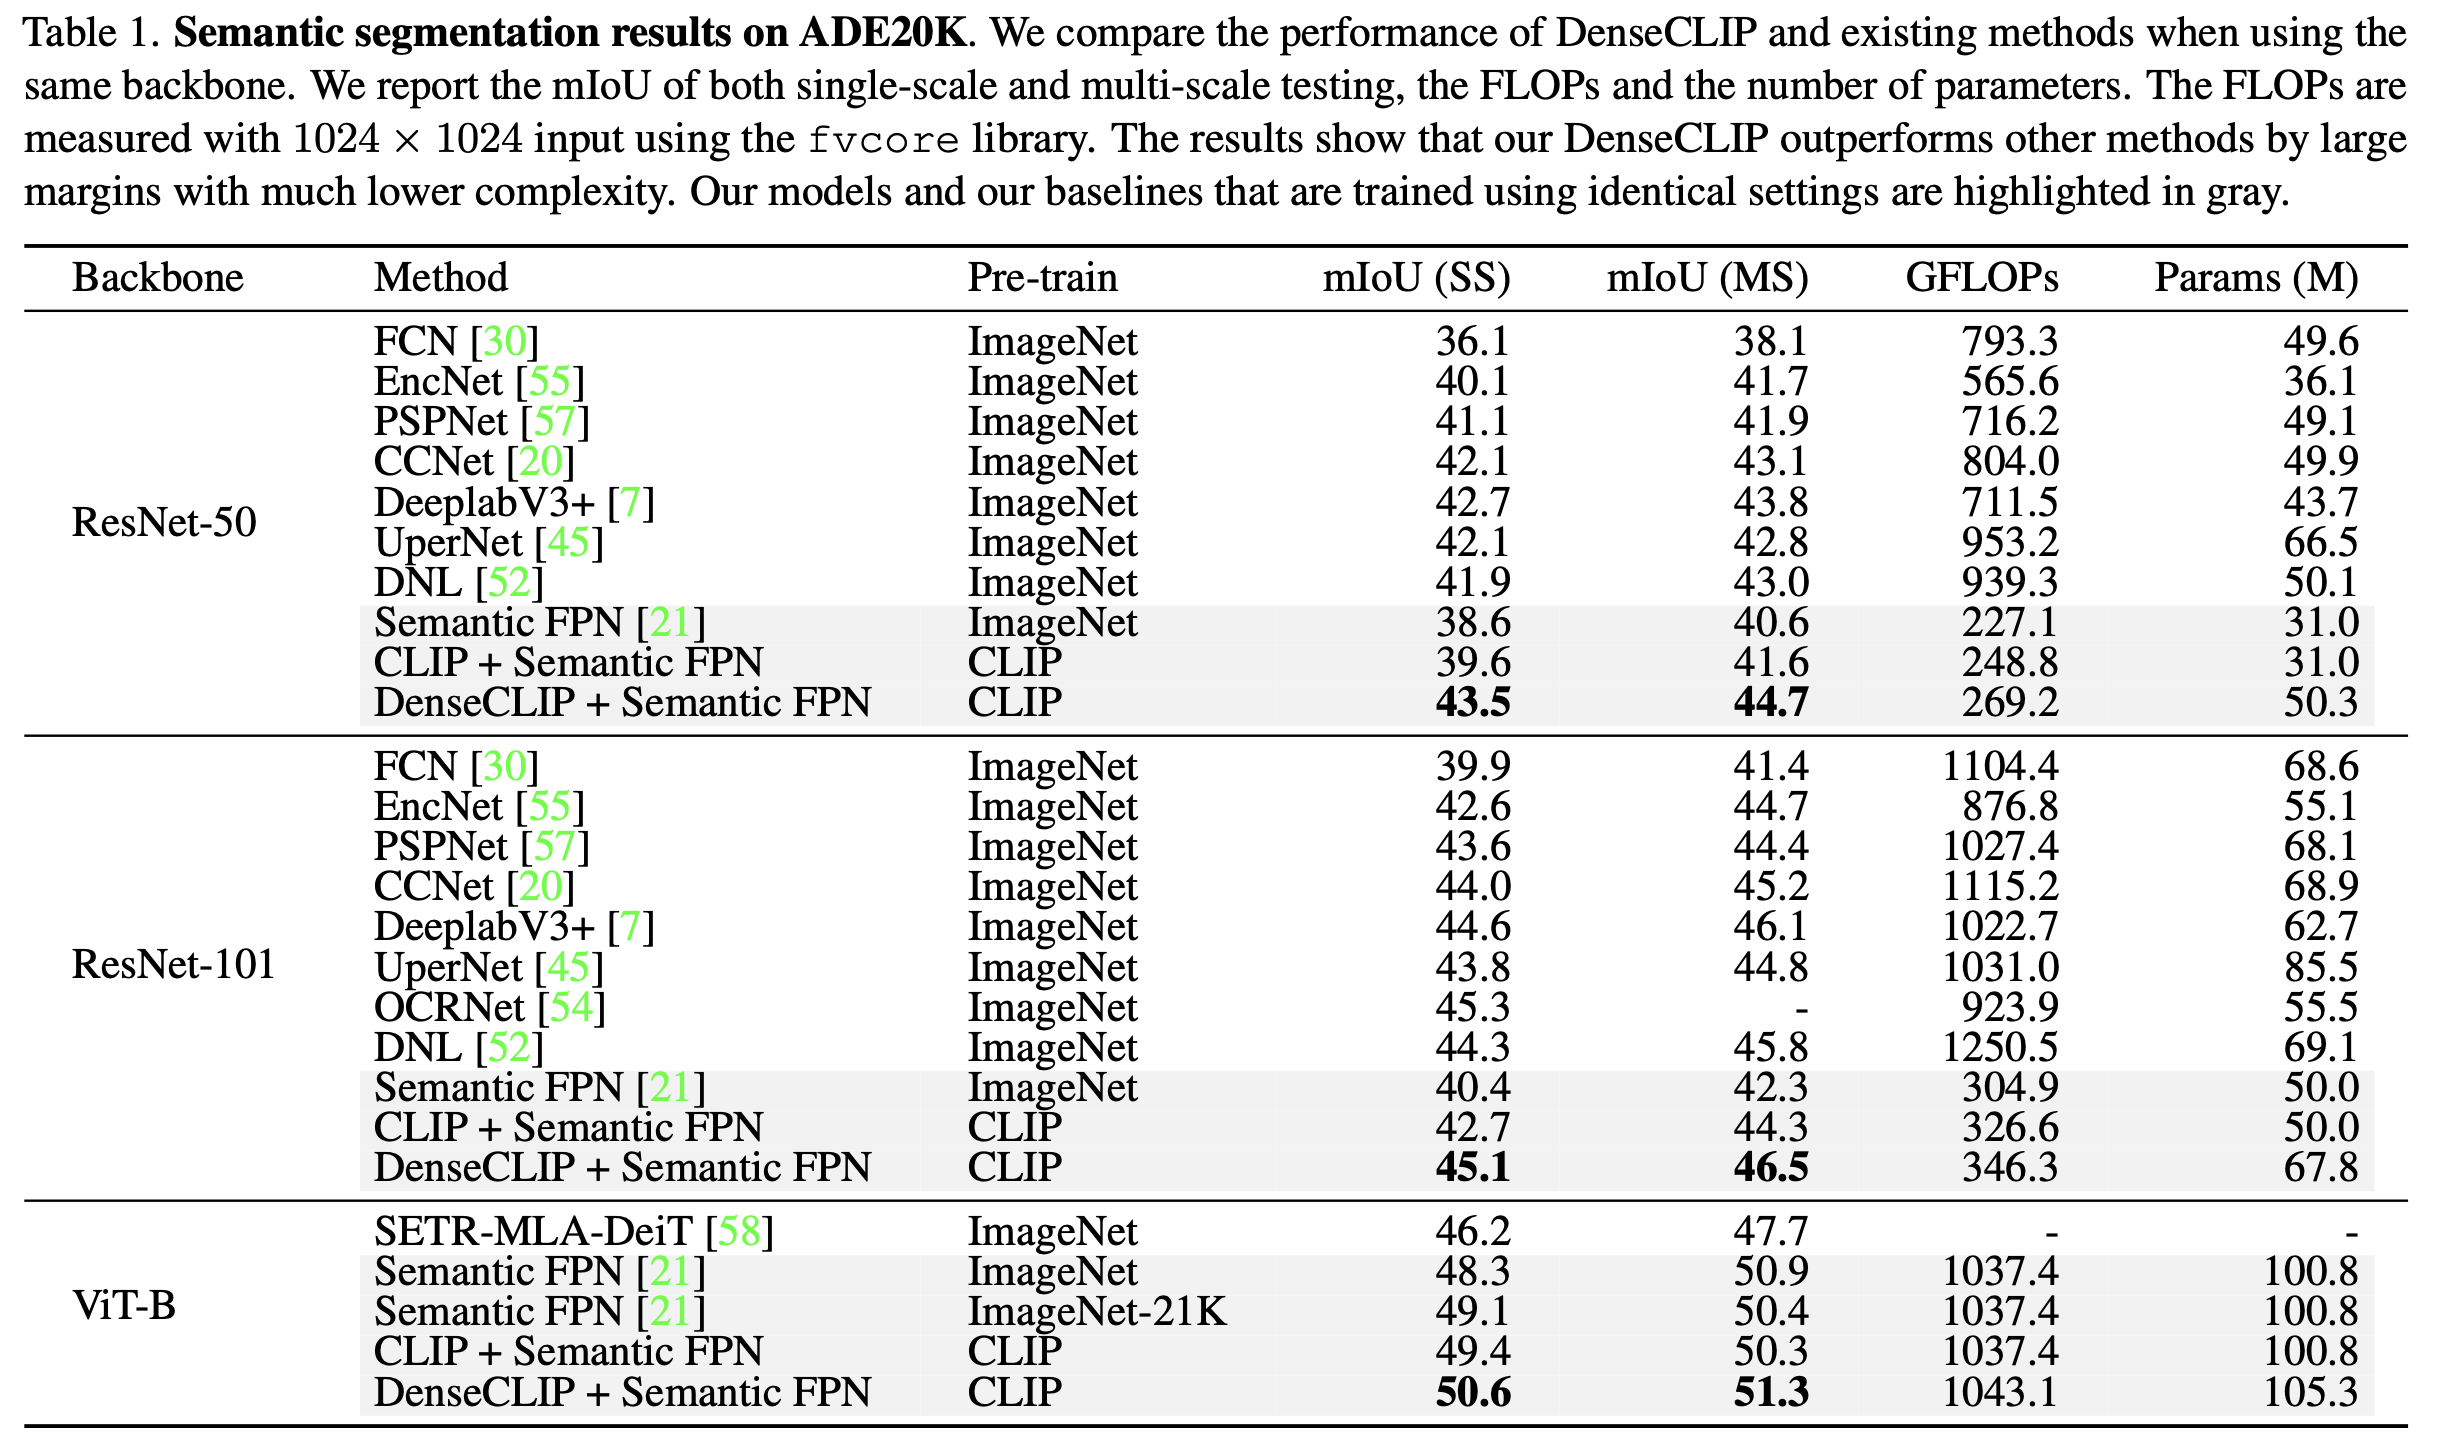 Table 1. Semantic segmentation results on ADE20K. We compare the performance of DenseCLIP and existing methods when using the
same backbone. We report the mIoU of both single-scale and multi-scale testing, the FLOPs and the number of parameters. The FLOPs are
measured with 1024 × 1024 input using the fvcore library. The results show that our DenseCLIP outperforms other methods by large
margins with much lower complexity. Our models and our baselines that are trained using identical settings are highlighted in gray.
Backbone Method Pre-train mIoU (SS) mIoU (MS) GFLOPs Params (M)
FCN [30] ImageNet 36.1 38.1 793.3 49.6
EncNet [55] ImageNet 40.1 41.7 565.6 36.1
PSPNet [57] ImageNet 41.1 41.9 716.2 49.1
CCNet [20] ImageNet 42.1 43.1 804.0 49.9
DeeplabV3+ [7] ImageNet 42.7 43.8 711.5 43.7
ResNet-50
UperNet [45] ImageNet 42.1 42.8 953.2 66.5
DNL [52] ImageNet 41.9 43.0 939.3 50.1
Semantic FPN [21] ImageNet 38.6 40.6 227.1 31.0
CLIP + Semantic FPN CLIP 39.6 41.6 248.8 31.0
DenseCLIP + Semantic FPN CLIP 43.5 44.7 269.2 50.3
FCN [30] ImageNet 39.9 41.4 1104.4 68.6
EncNet [55] ImageNet 42.6 44.7 876.8 55.1
PSPNet [57] ImageNet 43.6 44.4 1027.4 68.1
CCNet [20] ImageNet 44.0 45.2 1115.2 68.9
DeeplabV3+ [7] ImageNet 44.6 46.1 1022.7 62.7
ResNet-101 UperNet [45] ImageNet 43.8 44.8 1031.0 85.5
OCRNet [54] ImageNet 45.3 - 923.9 55.5
DNL [52] ImageNet 44.3 45.8 1250.5 69.1
Semantic FPN [21] ImageNet 40.4 42.3 304.9 50.0
CLIP + Semantic FPN CLIP 42.7 44.3 326.6 50.0
DenseCLIP + Semantic FPN CLIP 45.1 46.5 346.3 67.8
SETR-MLA-DeiT [58] ImageNet 46.2 47.7 - -
Semantic FPN [21] ImageNet 48.3 50.9 1037.4 100.8
ViT-B Semantic FPN [21] ImageNet-21K 49.1 50.4 1037.4 100.8
CLIP + Semantic FPN CLIP 49.4 50.3 1037.4 100.8
DenseCLIP + Semantic FPN CLIP 50.6 51.3 1043.1 105.3